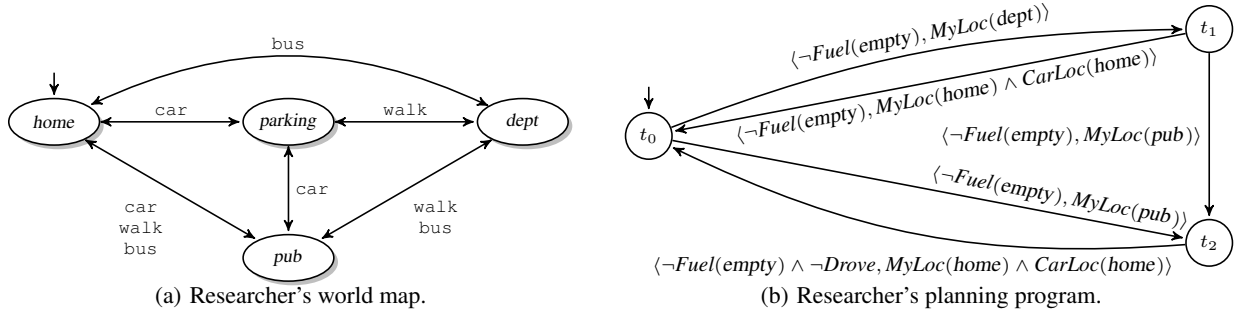 bus
home
car
parking
walk
dept
car
car
walk
bus
walk
bus
pub
(a) Researcher's world map.
⟨¬Fuel(empty), MyLoc(dept)⟩
t₁
⟨¬Fuel(empty), MyLoc(home) ∧ CarLoc(home)⟩
t₀
⟨¬Fuel(empty), MyLoc(pub)⟩
⟨¬Fuel(empty), MyLoc(pub)⟩
t₂
⟨¬Fuel(empty) ∧ ¬Drove, MyLoc(home) ∧ CarLoc(home)⟩
(b) Researcher's planning program.